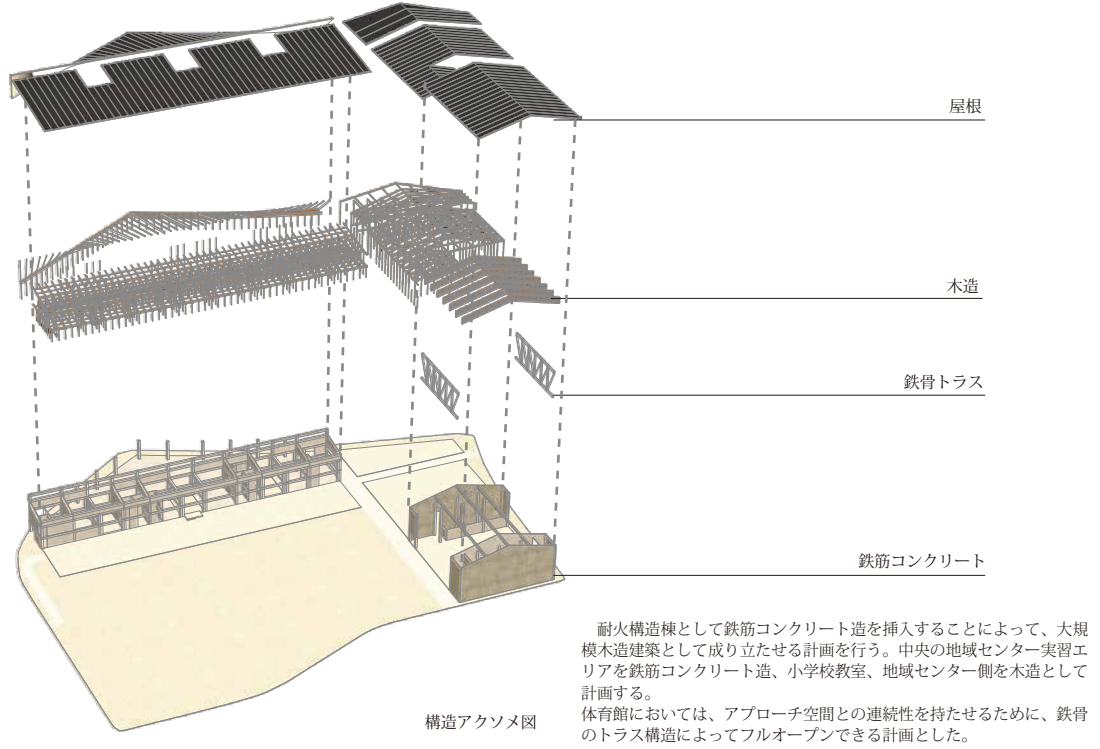 屋根
木造
鉄骨トラス
鉄筋コンクリート
　耐火構造棟として鉄筋コンクリート造を挿入することによって、大規
模木造建築として成り立たせる計画を行う。中央の地域センター実習エ
リアを鉄筋コンクリート造、小学校教室、地域センター側を木造として
計画する。
体育館においては、アプローチ空間との連続性を持たせるために、鉄骨
のトラス構造によってフルオープンできる計画とした。
構造アクソメ図